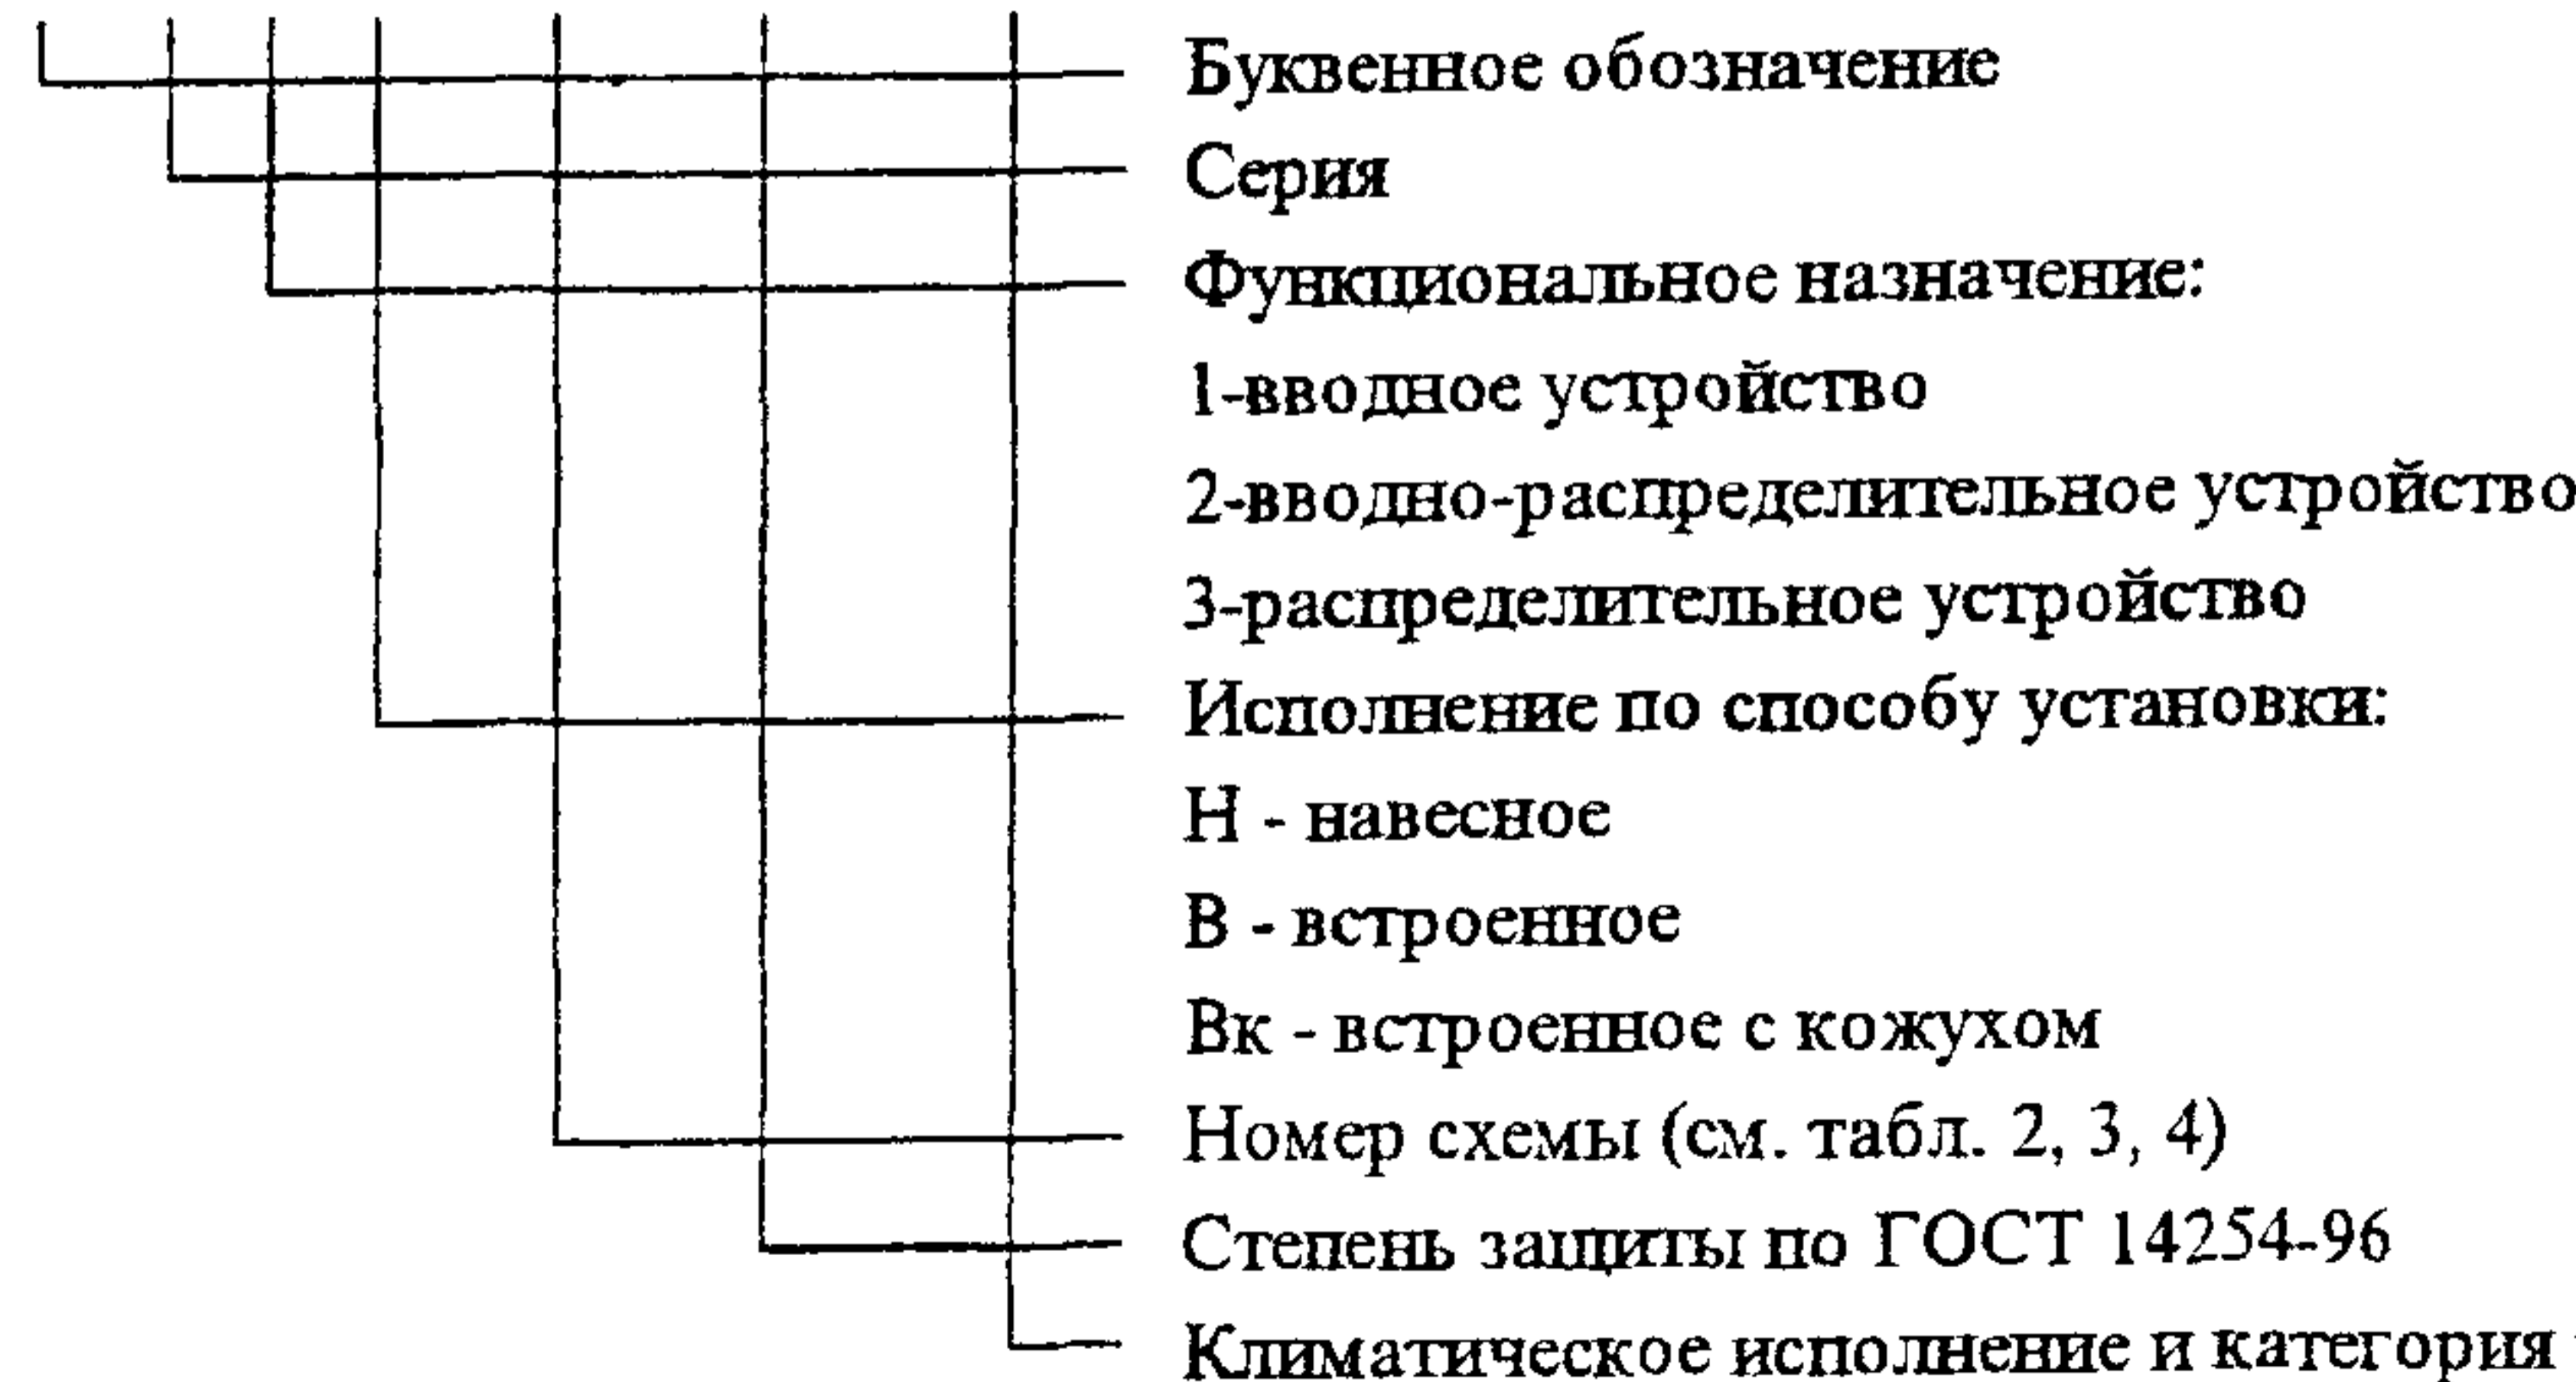 Буквенное обозначение
Серия
Функциональное назначение:
1-вводное устройство
2-вводно-распределительное устройство
3-распределительное устройство
Исполнение по способу установки:
Н - навесное
В - встроенное
Вк - встроенное с кожухом
Номер схемы (см. табл. 2, 3, 4)
Степень защиты по ГОСТ 14254-96
Климатическое исполнение и категория